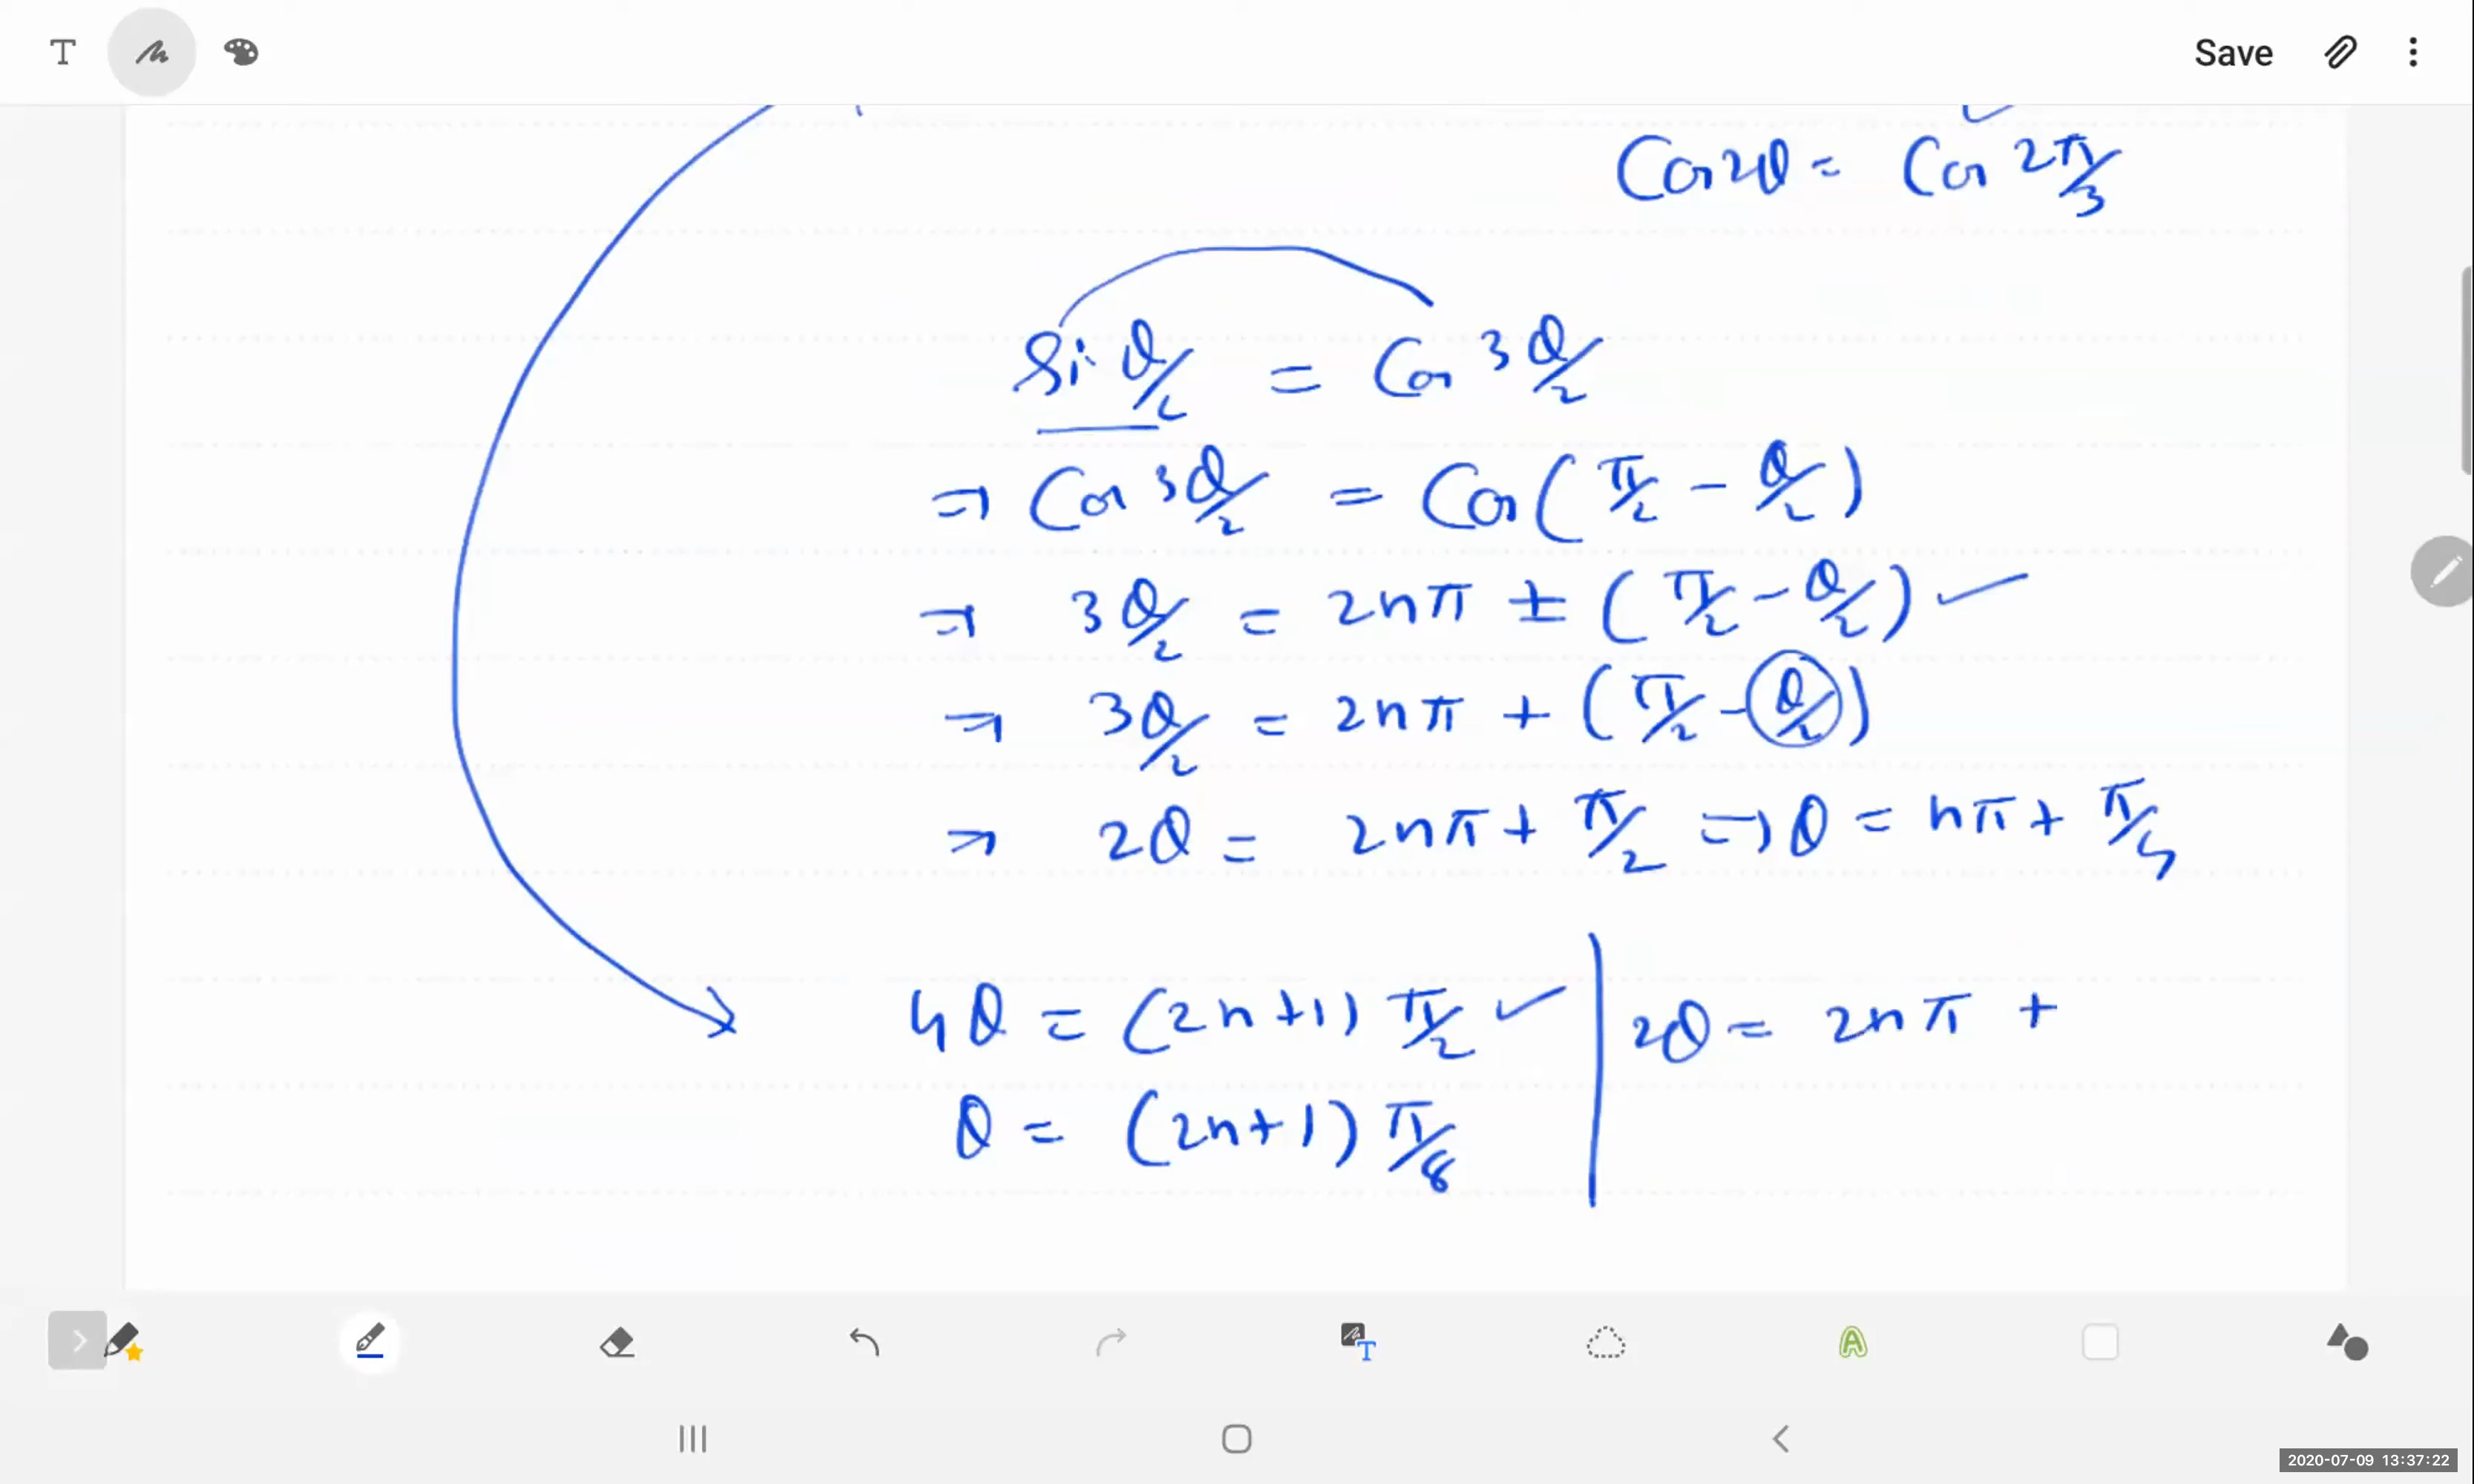 T
Save
Cos 2θ = Cos 2π/3
Sin θ/2 = Cos 3θ/2
⇒ Cos 3θ/2 = Cos (π/2 - θ/2)
⇒ 3θ/2 = 2nπ ± (π/2 - θ/2) ✓
⇒ 3θ/2 = 2nπ + (π/2 - θ/2)
⇒ 2θ = 2nπ + π/2 ⇒ θ = nπ + π/4
4θ = (2n+1) π/2 ✓ | 2θ = 2nπ +
θ = (2n+1) π/8
T
A
2020-07-09 13:37:22